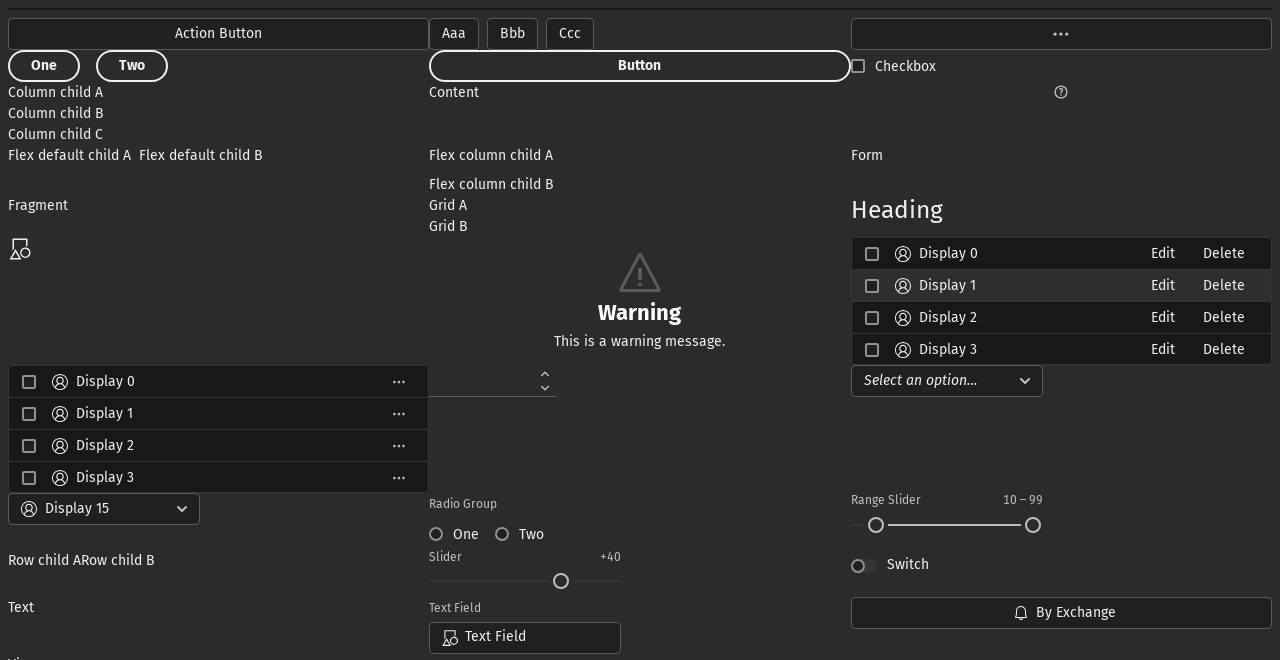 Action Button
Aaa Bbb Ccc
One Two
Button
Checkbox
Column child A
Column child B
Column child C
Content
Flex default child A Flex default child B
Flex column child A
Flex column child B
Form
Fragment
Grid A
Grid B
Heading
Warning
This is a warning message.
Display 0 Edit Delete
Display 1 Edit Delete
Display 2 Edit Delete
Display 3 Edit Delete
Display 0
Display 1
Display 2
Display 3
Select an option...
Display 15
Radio Group
One Two
Range Slider 10 – 99
Row child ARow child B
Slider +40
Switch
Text
Text Field
Text Field
By Exchange